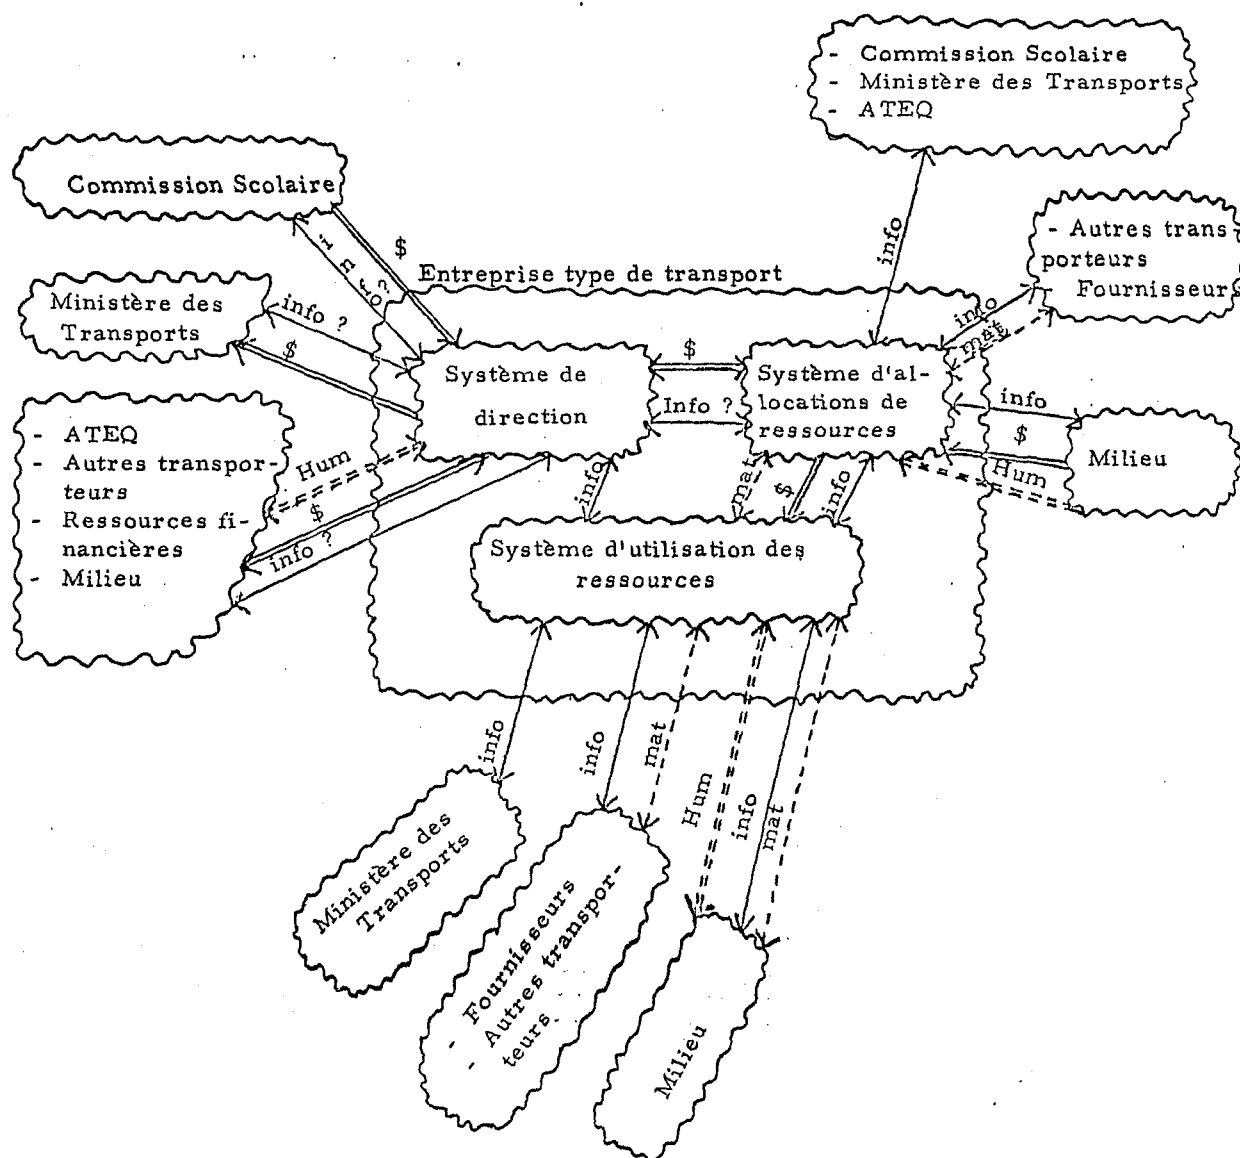 - Commission Scolaire
- Ministère des Transports
- ATEQ
info
Commission Scolaire
$
info?
Entreprise type de transport
- Autres trans-
porteurs
Fournisseur
info
mat
Ministère des
Transports
info ?
$
Système de
direction
$
Info ?
Système d'al-
locations de
ressources
info
$
Hum
Milieu
- ATEQ
- Autres transpor-
teurs
- Ressources fi-
nancières
- Milieu
Hum
$
info ?
info
mat
$
info
Système d'utilisation des
ressources
info
info
mat
Hum
info
mat
Ministère des
Transports
- Fournisseurs
- Autres transpor-
teurs
Milieu